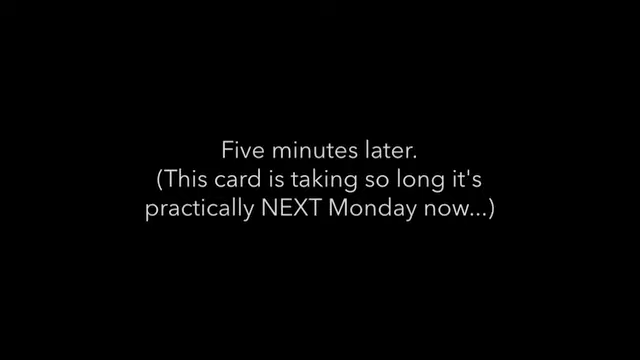 Five minutes later.
(This card is taking so long it's
practically NEXT Monday now...)